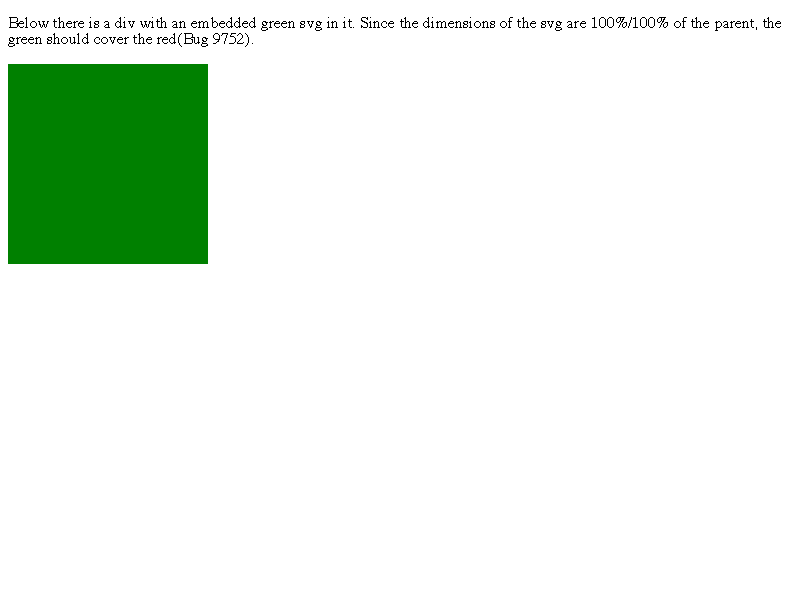 Below there is a div with an embedded green svg in it. Since the dimensions of the svg are 100%/100% of the parent, the
green should cover the red(Bug 9752).